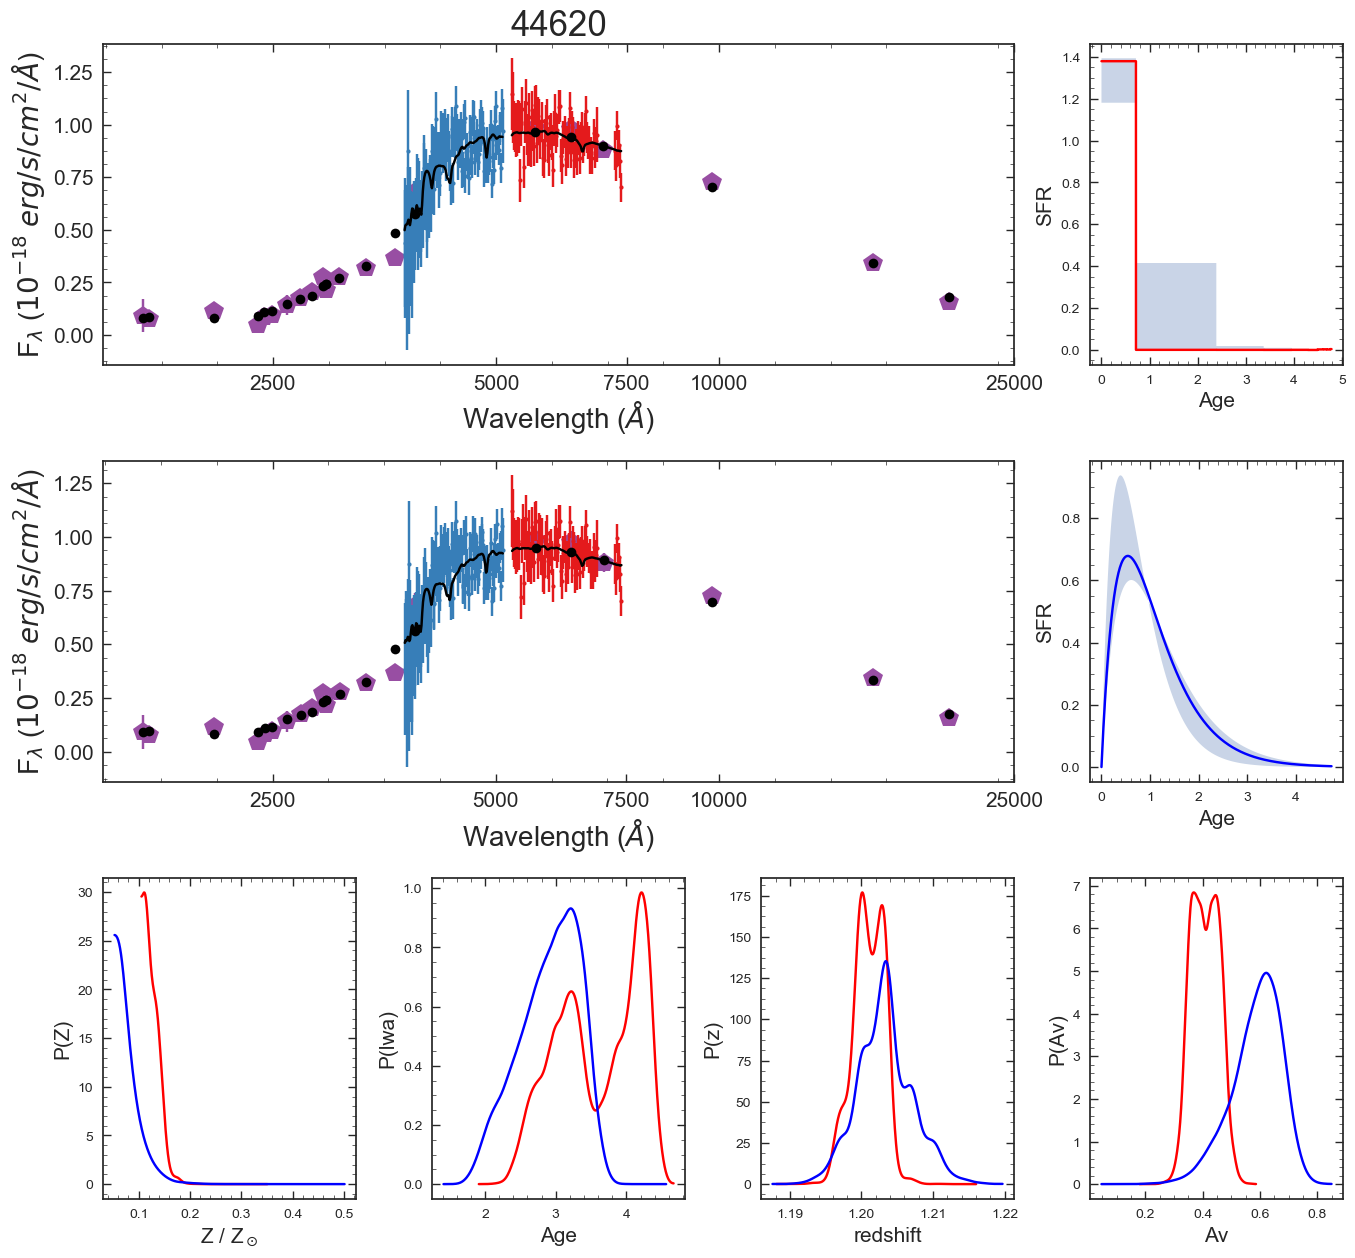 44620
F_λ (10^{-18} erg/s/cm^2/Å)
1.25
1.00
0.75
0.50
0.25
0.00
2500 5000 7500 10000 25000
Wavelength (Å)
SFR
1.4
1.2
1.0
0.8
0.6
0.4
0.2
0.0
0 1 2 3 4 5
Age
F_λ (10^{-18} erg/s/cm^2/Å)
1.25
1.00
0.75
0.50
0.25
0.00
2500 5000 7500 10000 25000
Wavelength (Å)
SFR
0.8
0.6
0.4
0.2
0.0
0 1 2 3 4
Age
P(Z)
30
25
20
15
10
5
0
0.1 0.2 0.3 0.4 0.5
Z / Z_⊙
P(lwa)
1.0
0.8
0.6
0.4
0.2
0.0
2 3 4
Age
P(z)
175
150
125
100
75
50
25
0
1.19 1.20 1.21 1.22
redshift
P(Av)
7
6
5
4
3
2
1
0
0.2 0.4 0.6 0.8
Av